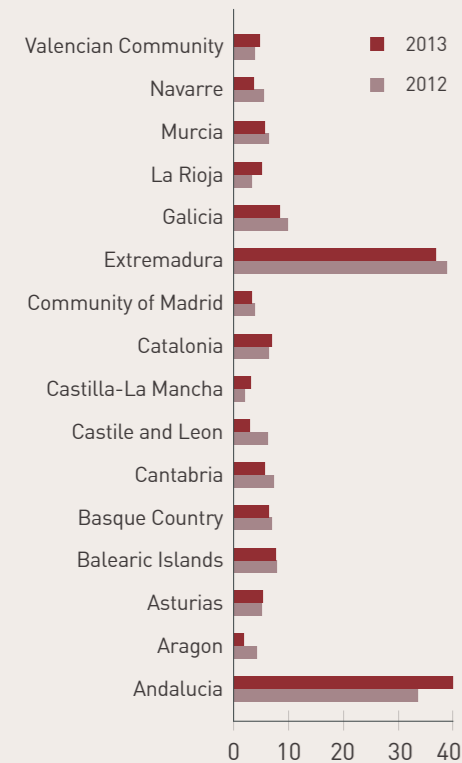 Valencian Community
2013
Navarre
2012
Murcia
La Rioja
Galicia
Extremadura
Community of Madrid
Catalonia
Castilla-La Mancha
Castile and Leon
Cantabria
Basque Country
Balearic Islands
Asturias
Aragon
Andalucia
0 10 20 30 40